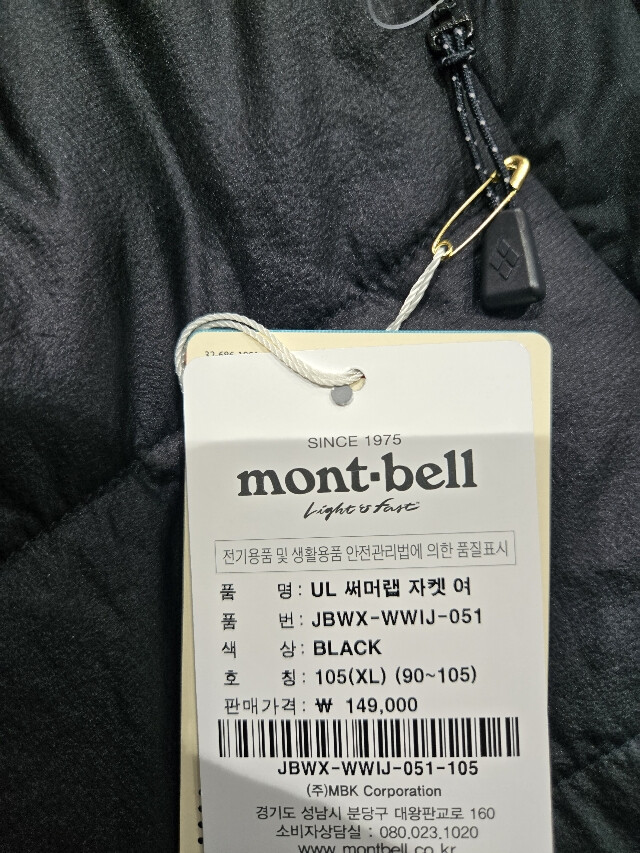 SINCE 1975
mont·bell
Light & Fast
전기용품 및 생활용품 안전관리법에 의한 품질표시
품 명: UL 써머랩 자켓 여
품 번: JBWX-WWIJ-051
색 상: BLACK
호 칭: 105(XL) (90~105)
판매가격: ₩ 149,000
JBWX-WWIJ-051-105
(주)MBK Corporation
경기도 성남시 분당구 대왕판교로 160
소비자상담실 : 080.023.1020
www.montbell.co.kr